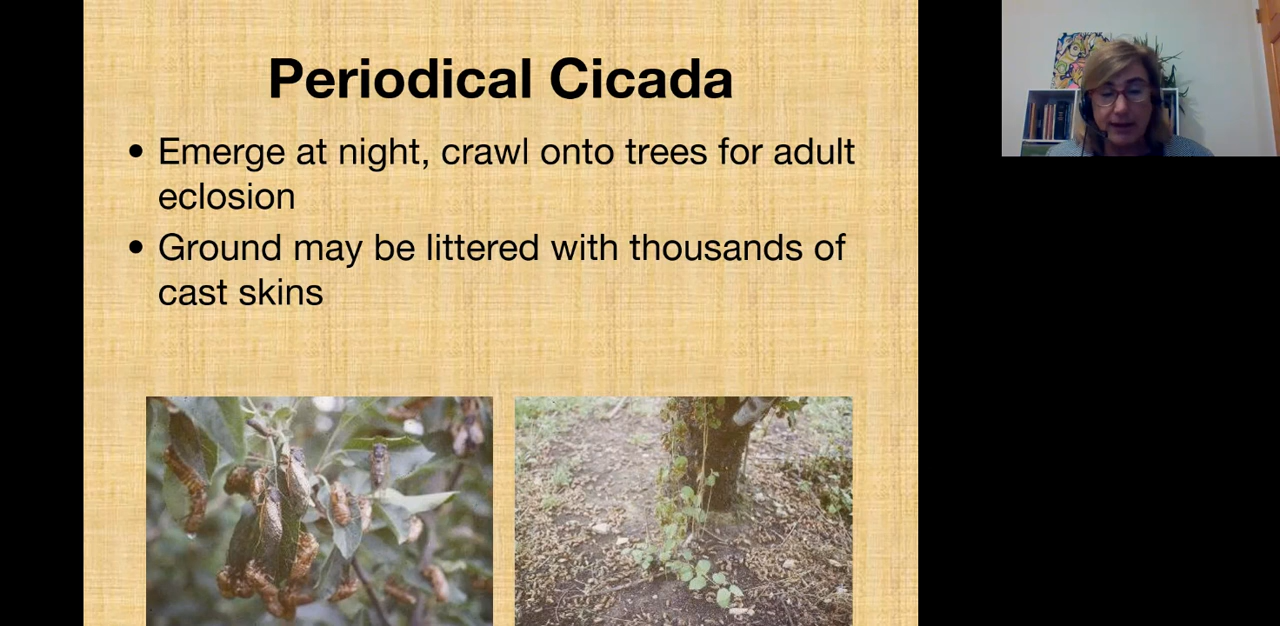 Periodical Cicada
• Emerge at night, crawl onto trees for adult
eclosion
• Ground may be littered with thousands of
cast skins